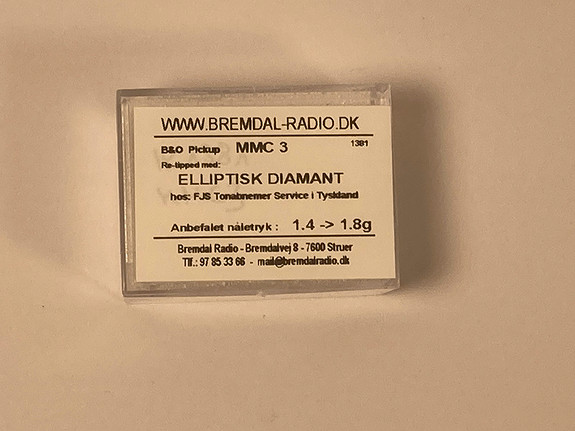 WWW.BREMDAL-RADIO.DK
B&O Pickup MMC 3 1391
Re-tipped med:
ELLIPTISK DIAMANT
hos: FJS Tonabnemer Service i Tyskland
Anbefalet nåletryk : 1.4 -> 1.8g
Bremdal Radio - Bremdalvej 8 - 7600 Struer
Tlf.: 97 85 33 66 - mail@bremdalradio.dk